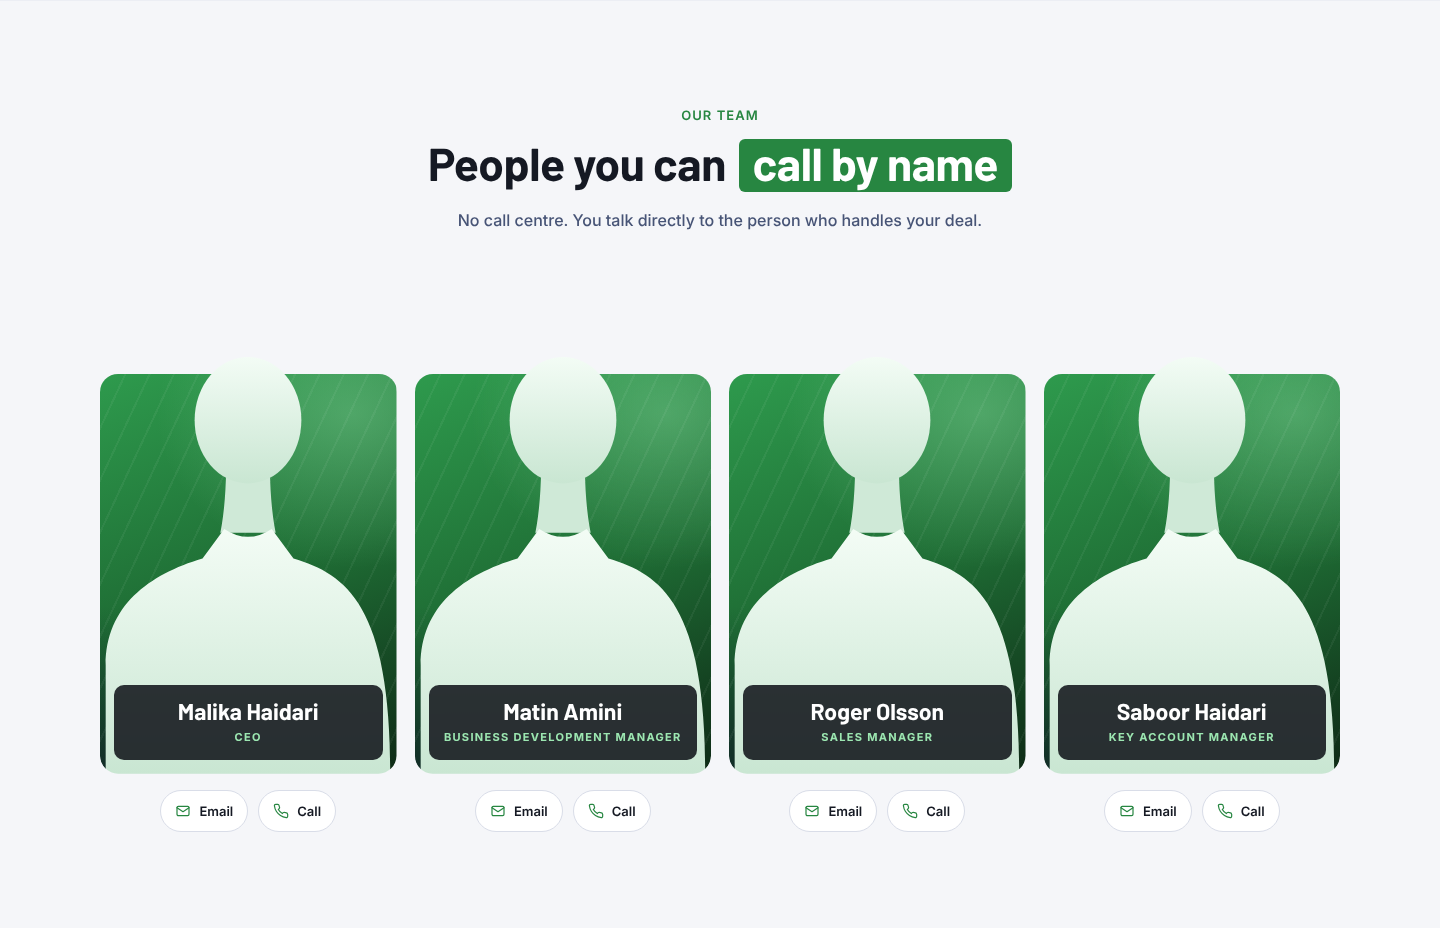 OUR TEAM
People you can call by name
No call centre. You talk directly to the person who handles your deal.
Malika Haidari
CEO
Email Call
Matin Amini
BUSINESS DEVELOPMENT MANAGER
Email Call
Roger Olsson
SALES MANAGER
Email Call
Saboor Haidari
KEY ACCOUNT MANAGER
Email Call